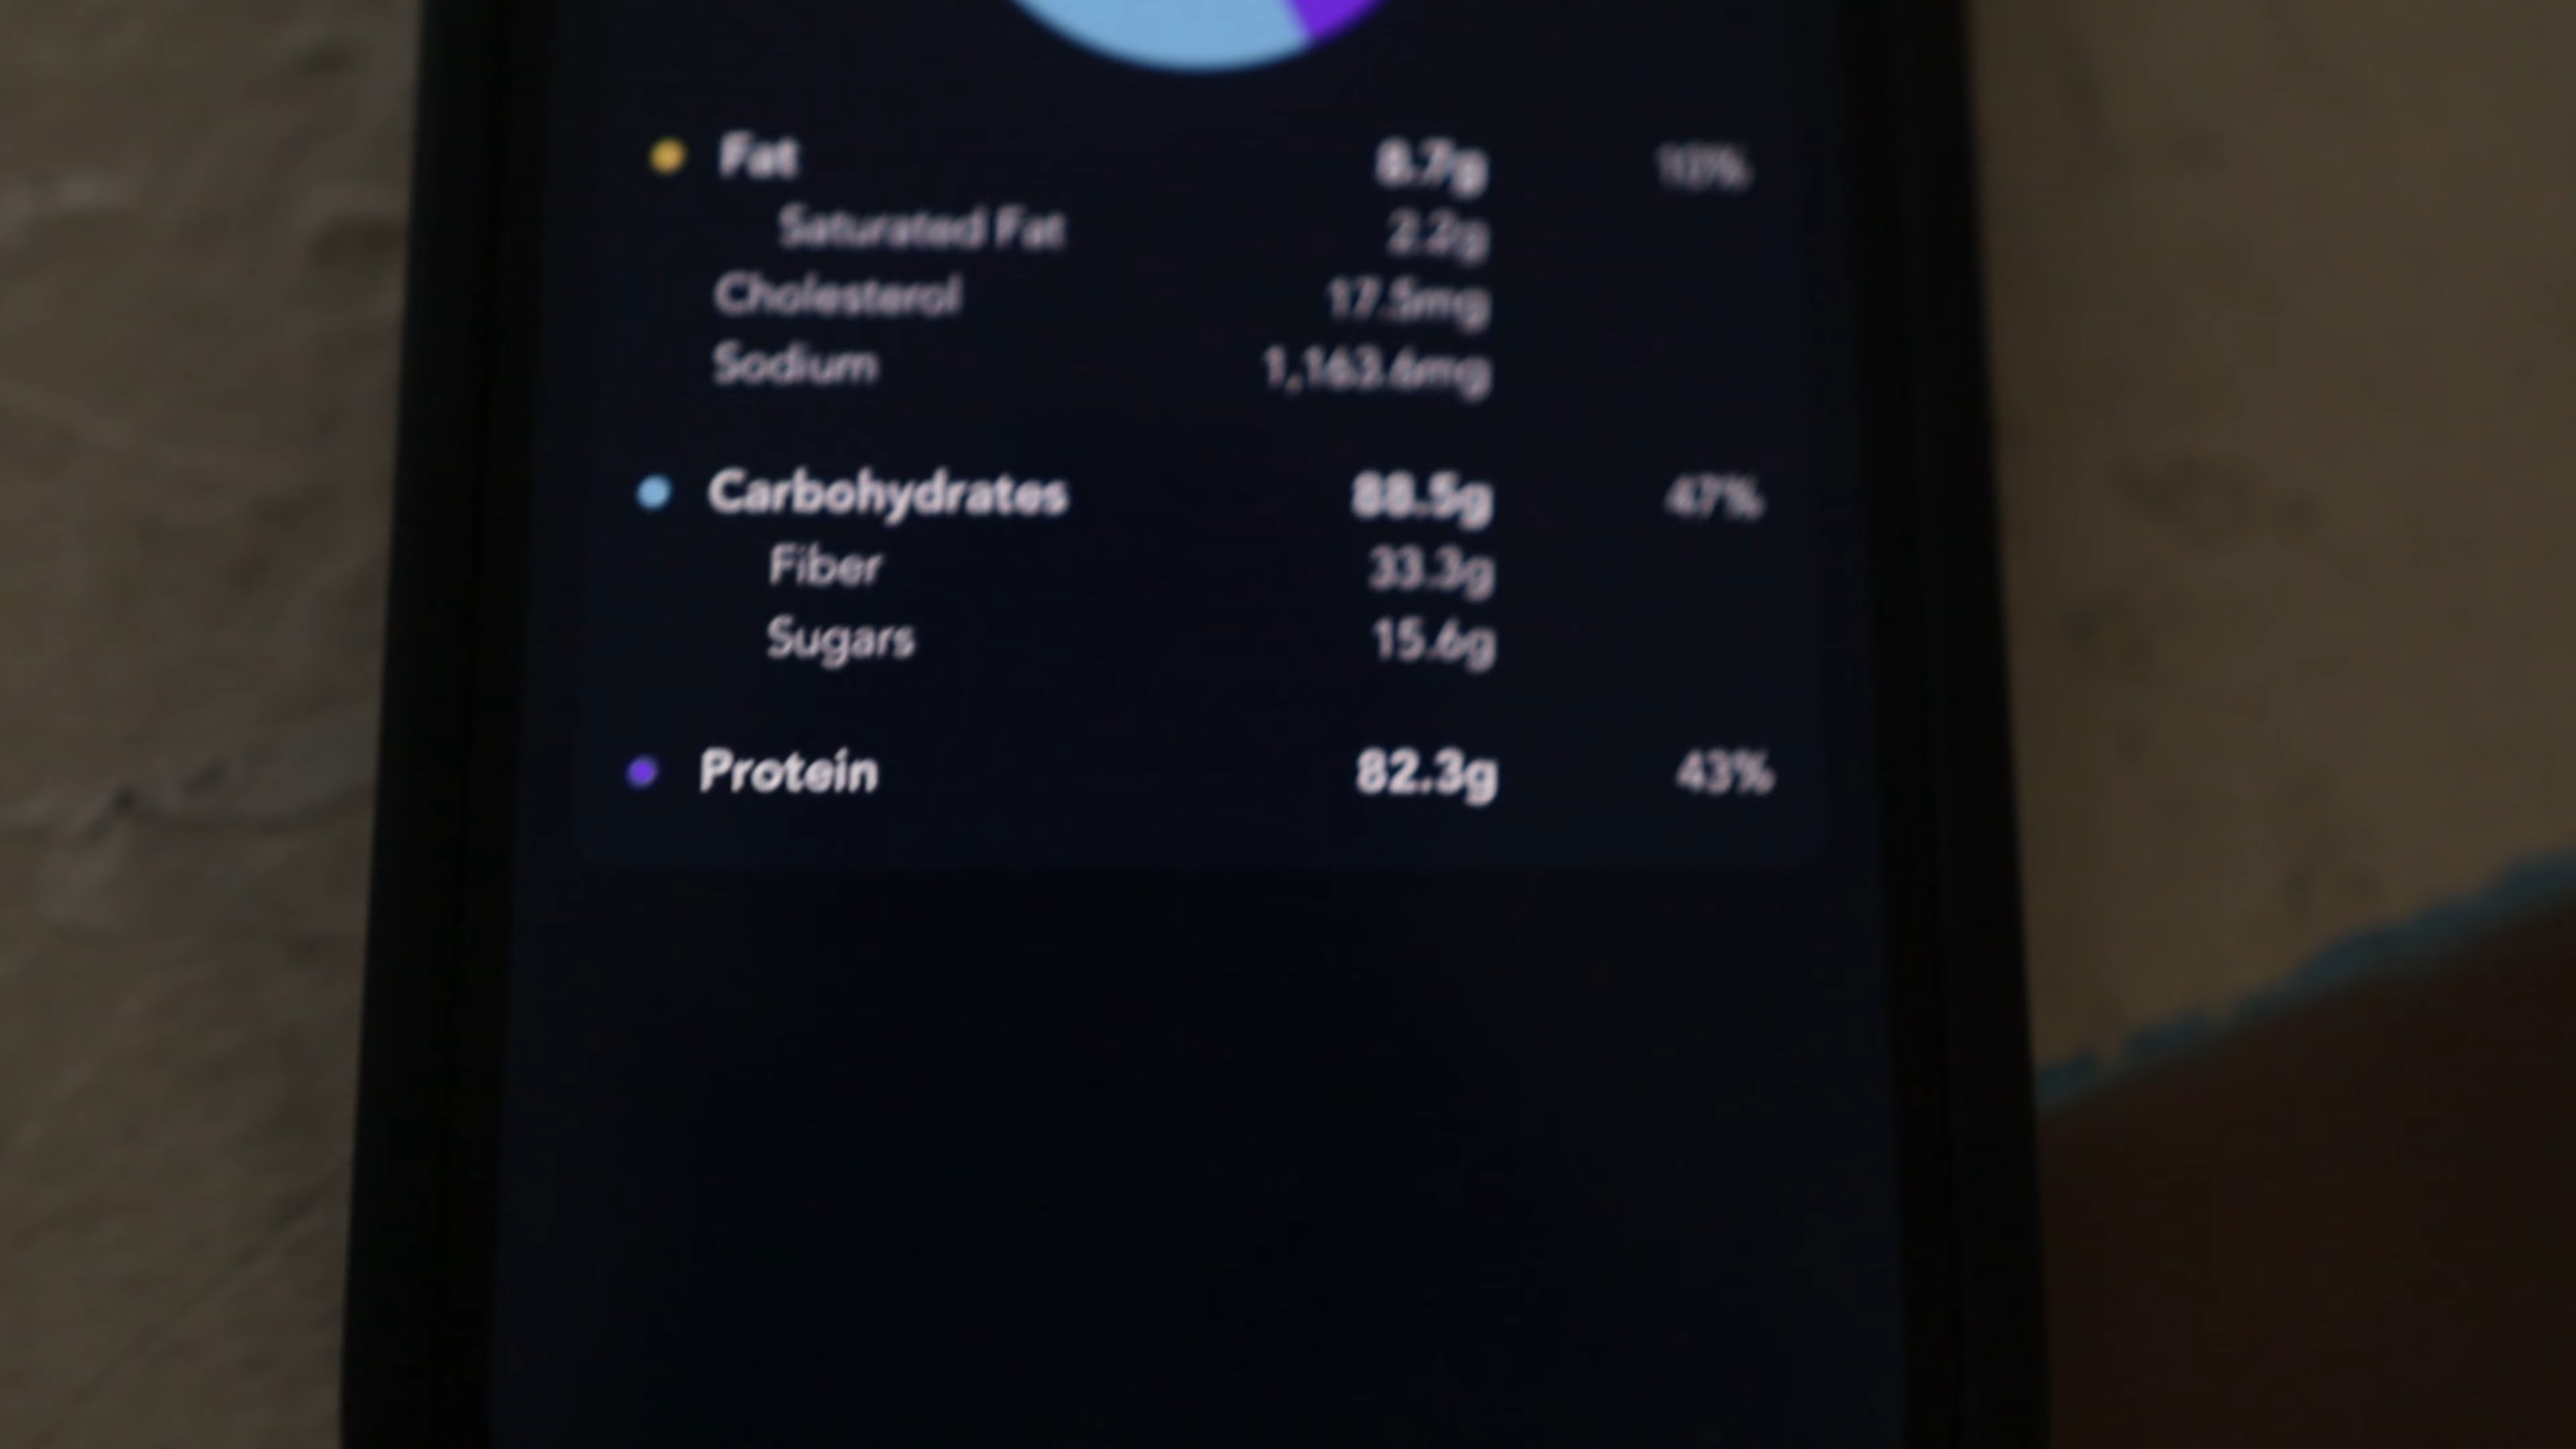 Fat 8.7g 10%
Saturated Fat 2.2g
Cholesterol 17.5mg
Sodium 1,163.6mg
Carbohydrates 88.5g 47%
Fiber 33.3g
Sugars 15.6g
Protein 82.3g 43%